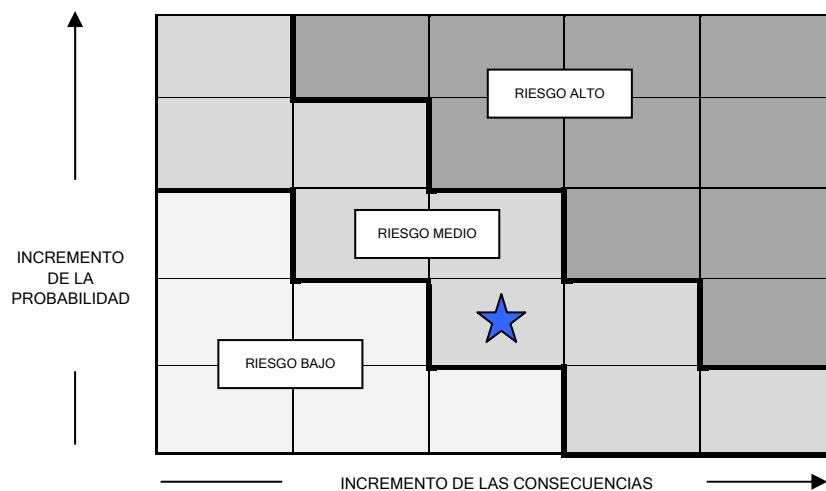 RIESGO ALTO
RIESGO MEDIO
INCREMENTO
DE LA
PROBABILIDAD
RIESGO BAJO
INCREMENTO DE LAS CONSECUENCIAS